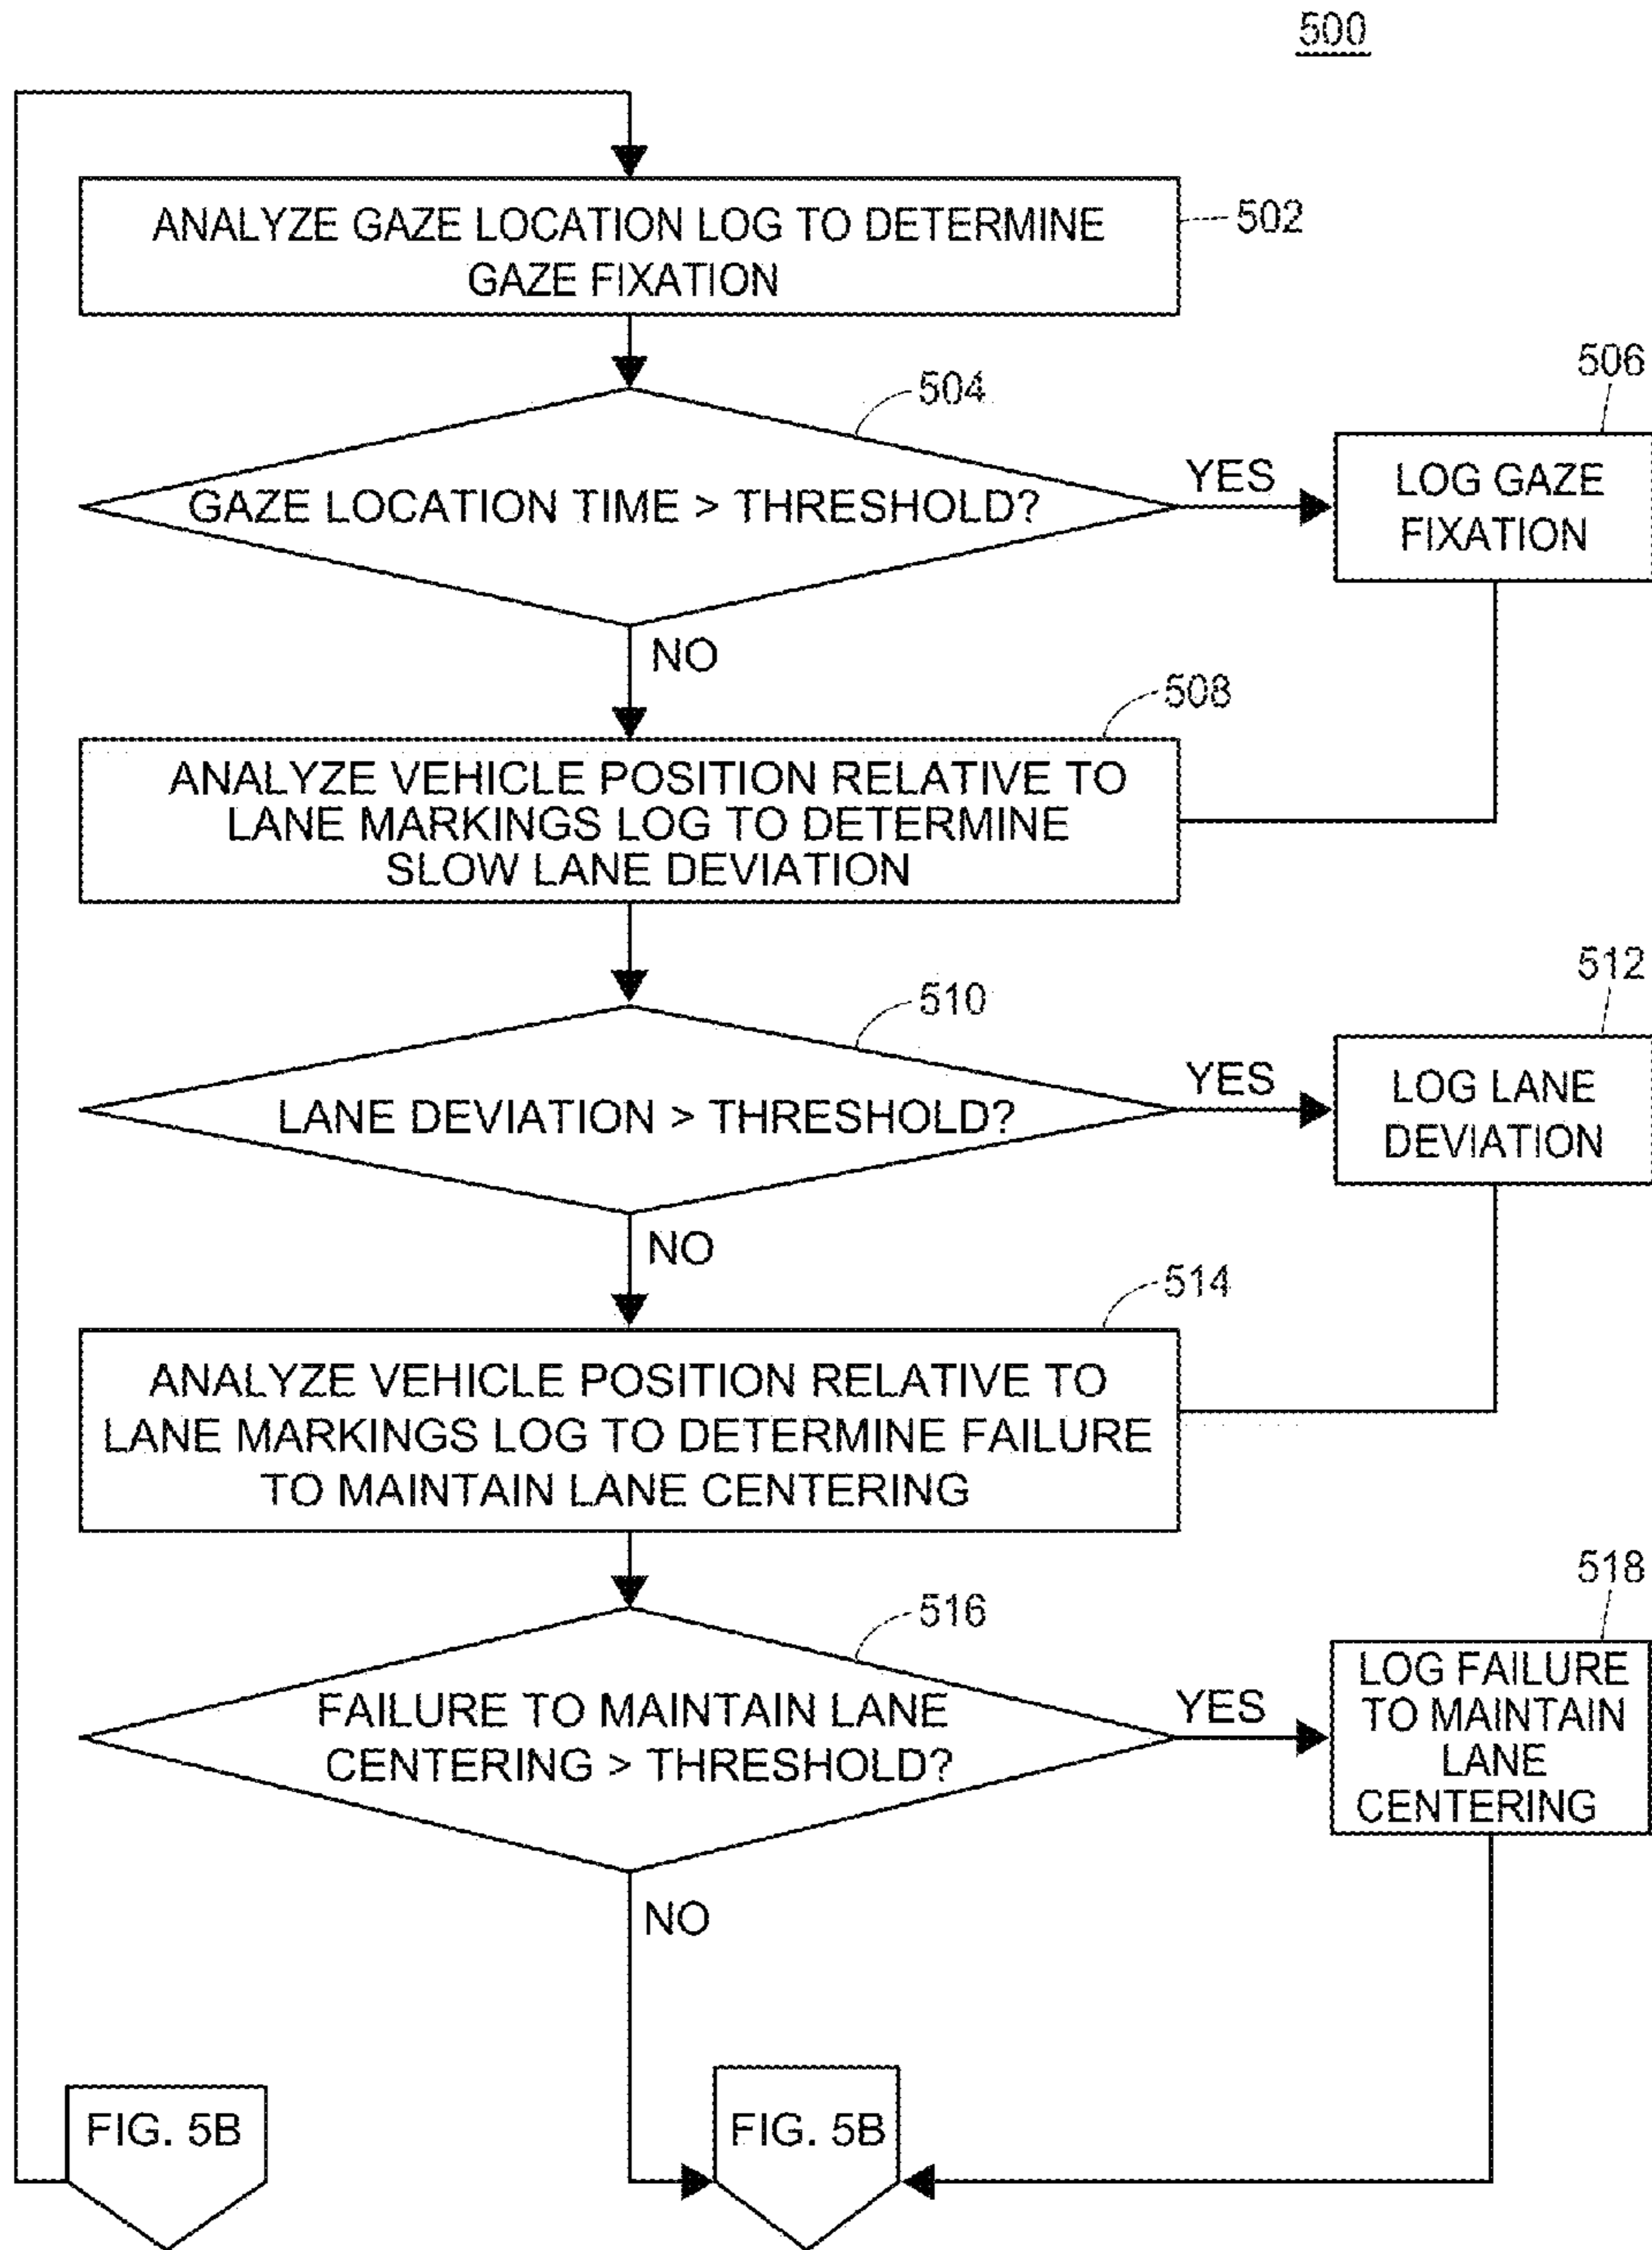 500
ANALYZE GAZE LOCATION LOG TO DETERMINE
GAZE FIXATION
502
504
GAZE LOCATION TIME > THRESHOLD?
YES
506
LOG GAZE
FIXATION
NO
508
ANALYZE VEHICLE POSITION RELATIVE TO
LANE MARKINGS LOG TO DETERMINE
SLOW LANE DEVIATION
510
LANE DEVIATION > THRESHOLD?
YES
512
LOG LANE
DEVIATION
NO
514
ANALYZE VEHICLE POSITION RELATIVE TO
LANE MARKINGS LOG TO DETERMINE FAILURE
TO MAINTAIN LANE CENTERING
516
FAILURE TO MAINTAIN LANE
CENTERING > THRESHOLD?
YES
518
LOG FAILURE
TO MAINTAIN
LANE
CENTERING
NO
FIG. 5B
FIG. 5B